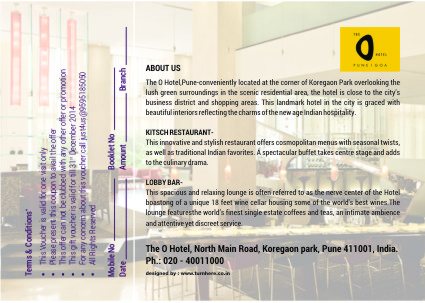 THE
O
HOTEL
PUNE | GOA
ABOUT US
The O Hotel,Pune-conveniently located at the corner of Koregaon Park overlooking the
lush green surroundings in the scenic residential area, the hotel is close to the city's
business district and shopping areas. This landmark hotel in the city is graced with
beautiful interiors reflecting the charms of the new age Indian hospitality.
KITSCH RESTAURANT-
This innovative and stylish restaurant offers cosmopolitan menus with seasonal twists,
as well as traditional Indian favorites. A spectacular buffet takes centre stage and adds
to the culinary drama.
LOBBY BAR-
This spacious and relaxing lounge is often referred to as the nerve center of the Hotel
boastong of a unique 18 feet wine cellar housing some of the world's best wines. The
lounge featuresthe world's finest single estate coffees and teas, an intimate ambience
and attentive yet discreet service.
The O Hotel, North Main Road, Koregaon park, Pune 411001, India.
Ph.: 020 - 40011000
designed by : www.turnhere.co.in
Terms & Conditions*
• This Voucher is valid for one visit only
• Please present this coupon to avail the offer
• This offer can not be clubbed with any other offer or promotion
• This gift voucher is valid for till 31st December 2014
• For any concern about this voucher call just4us@9595185050
• All Rights Reserved
Mobile No Booklet No
Date Amount Branch